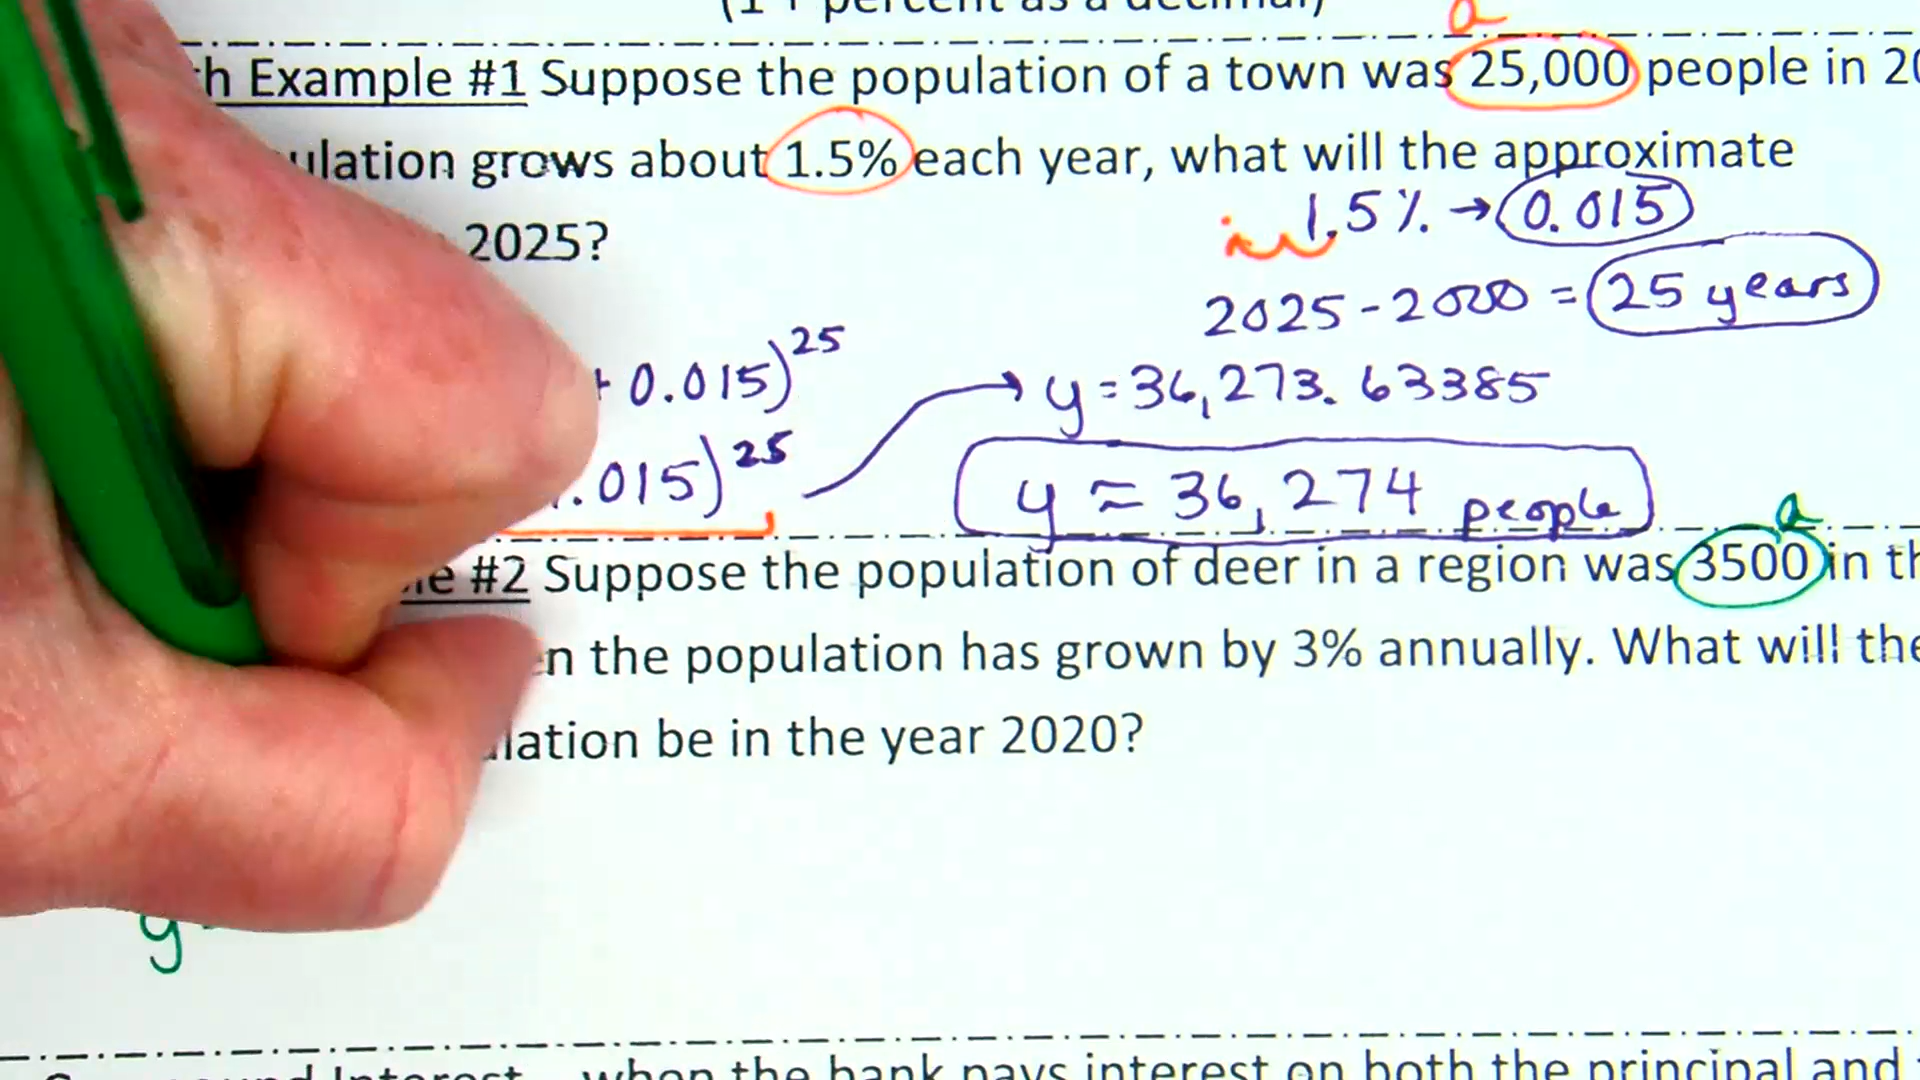 (1 + percent as a decimal)
a
Example #1 Suppose the population of a town was 25,000 people in
grows about 1.5% each year, what will the approximate
1.5% → 0.015
2025?
2025 - 2000 = 25 years
+ 0.015)^25
y = 36,273.63385
.015)^25
y ≈ 36,274 people
a
#2 Suppose the population of deer in a region was 3500 in
the population has grown by 3% annually. What will the
be in the year 2020?
y
when the bank pays interest on both the principal and